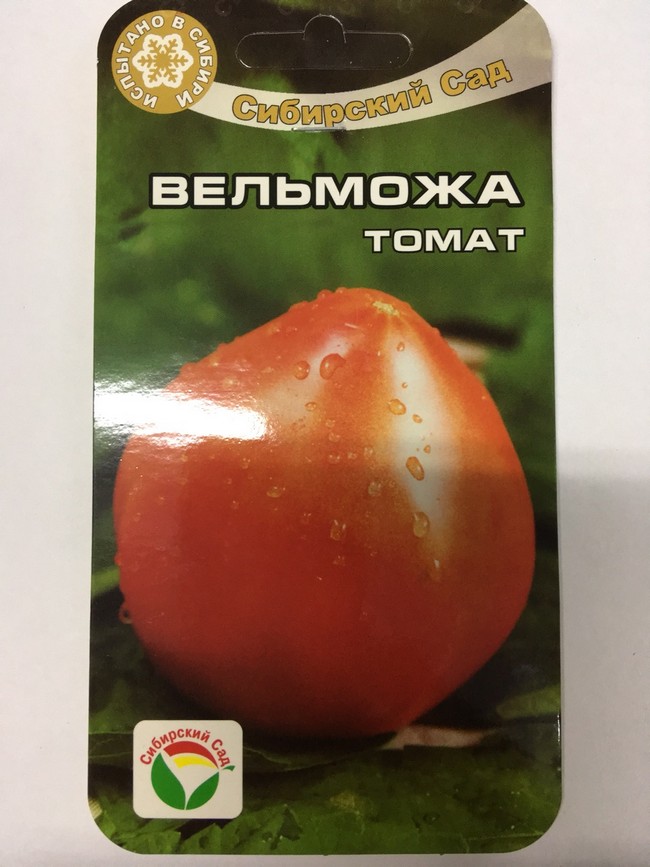 ИСПЫТАНО В СИБИРИ
Сибирский Сад
ВЕЛЬМОЖА
ТОМАТ
Сибирский Сад